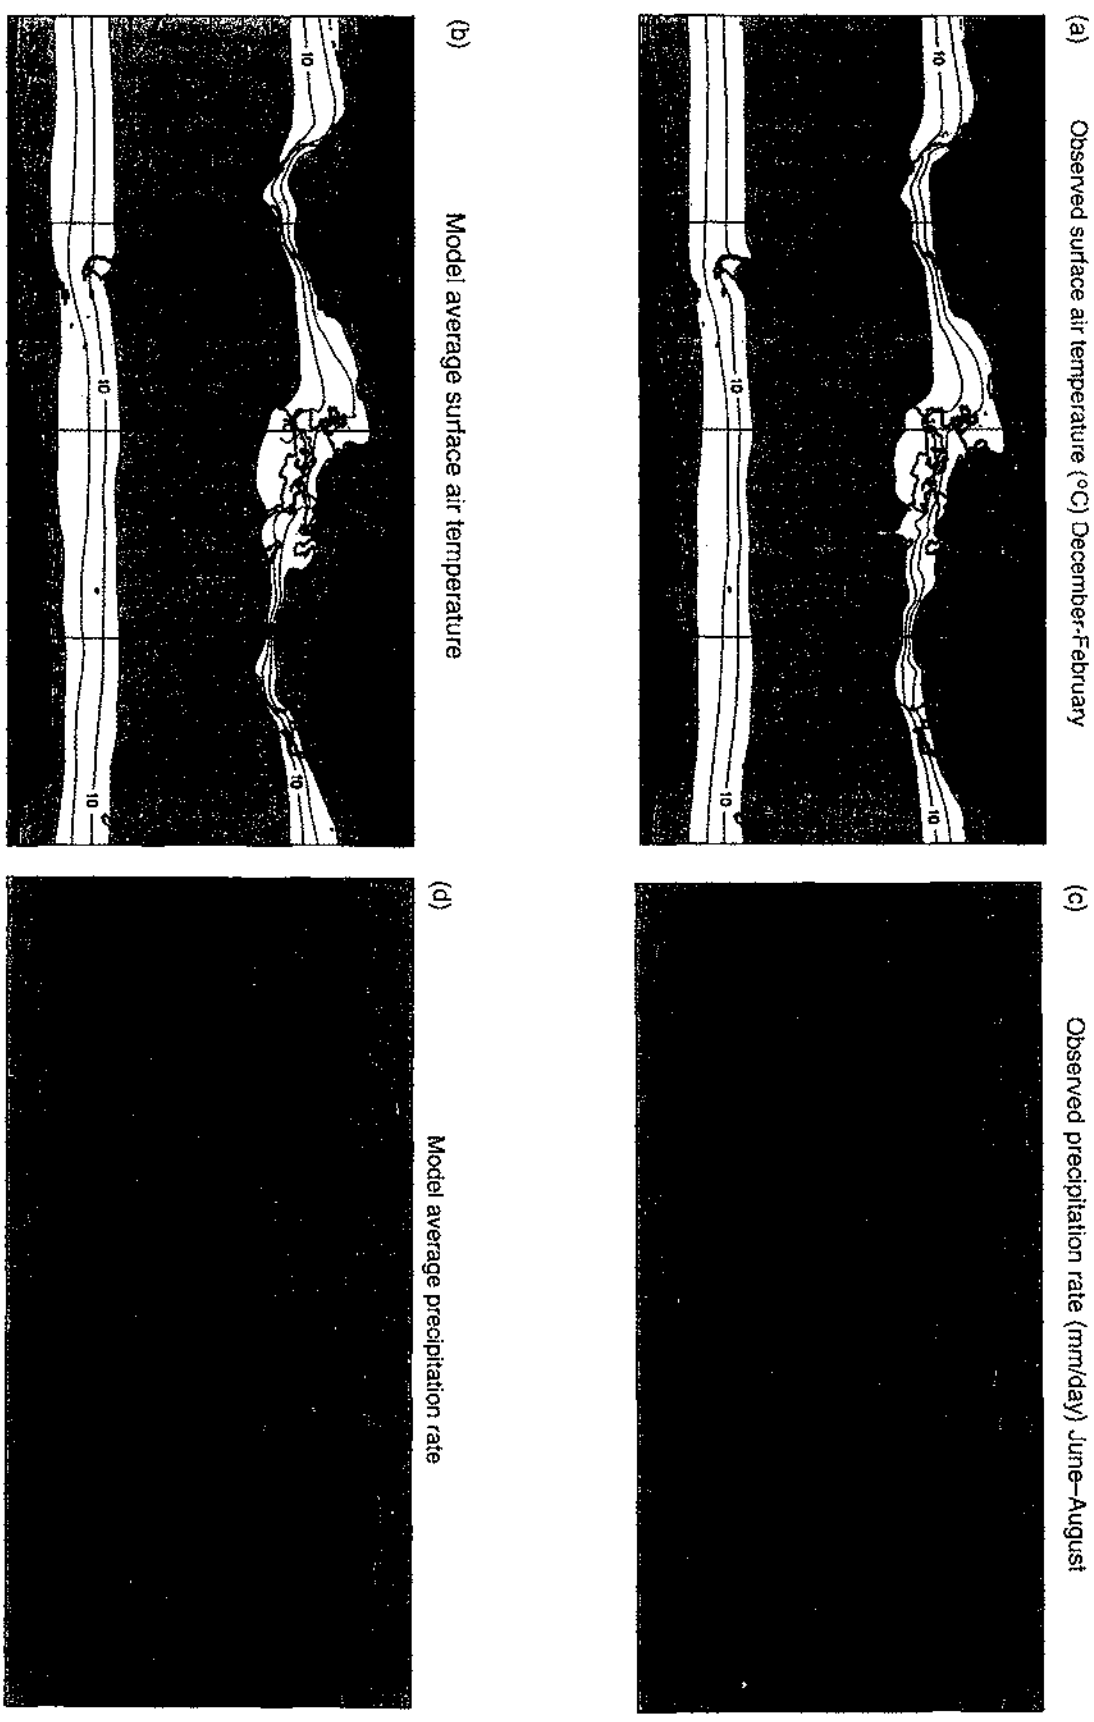 (a) Observed surface air temperature (°C) December-February
10
10
10
10
(b) Model average surface air temperature
10
10
10
10
(c) Observed precipitation rate (mm/day) June–August
(d) Model average precipitation rate